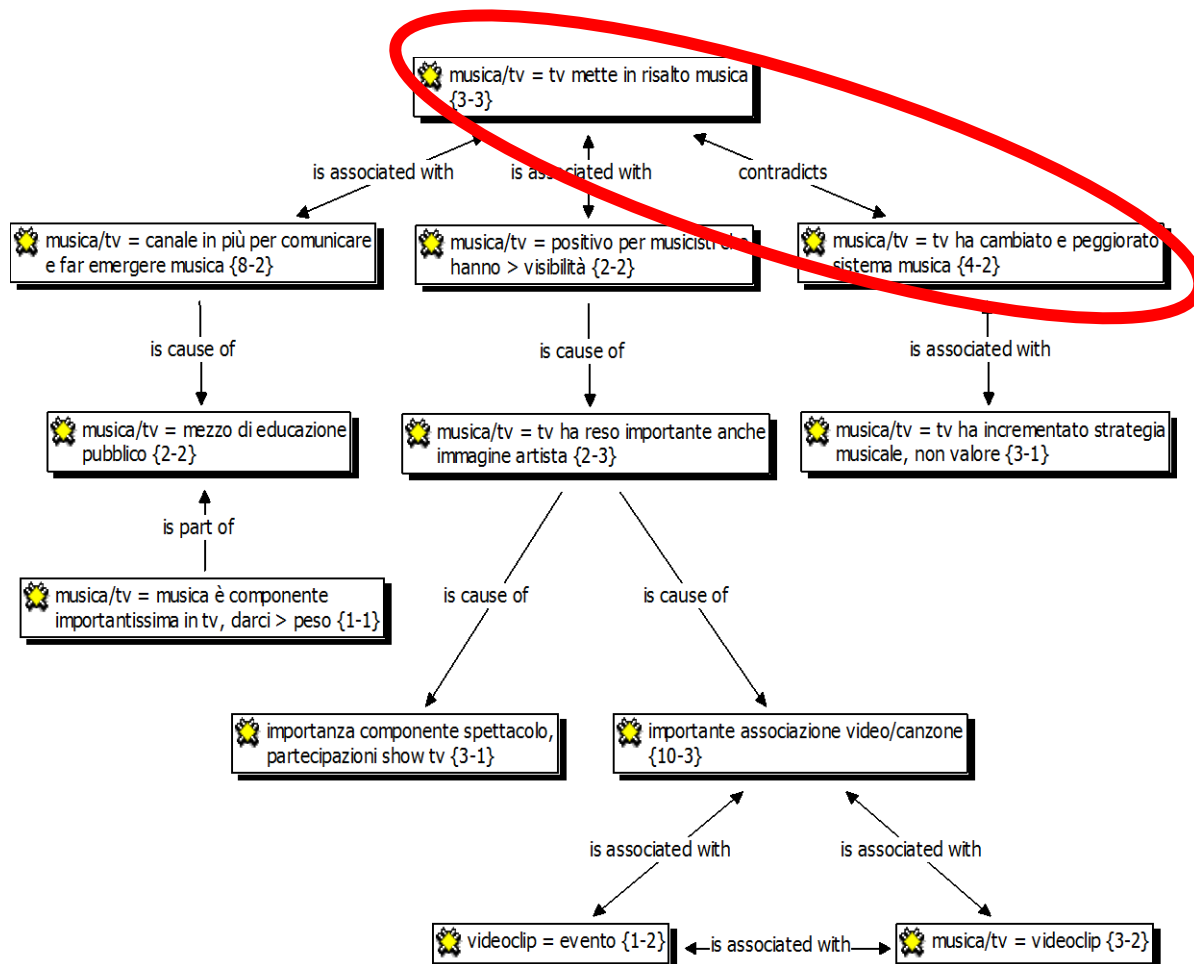 musica/tv = tv mette in risalto musica
{3-3}
is associated with
is associated with
contradicts
musica/tv = canale in più per comunicare
e far emergere musica {8-2}
musica/tv = positivo per musicisti che
hanno > visibilità {2-2}
musica/tv = tv ha cambiato e peggiorato
sistema musica {4-2}
is cause of
is cause of
is associated with
musica/tv = mezzo di educazione
pubblico {2-2}
musica/tv = tv ha reso importante anche
immagine artista {2-3}
musica/tv = tv ha incrementato strategia
musicale, non valore {3-1}
is part of
musica/tv = musica è componente
importantissima in tv, darci > peso {1-1}
is cause of
is cause of
importanza componente spettacolo,
partecipazioni show tv {3-1}
importante associazione video/canzone
{10-3}
is associated with
is associated with
videoclip = evento {1-2}
is associated with
musica/tv = videoclip {3-2}